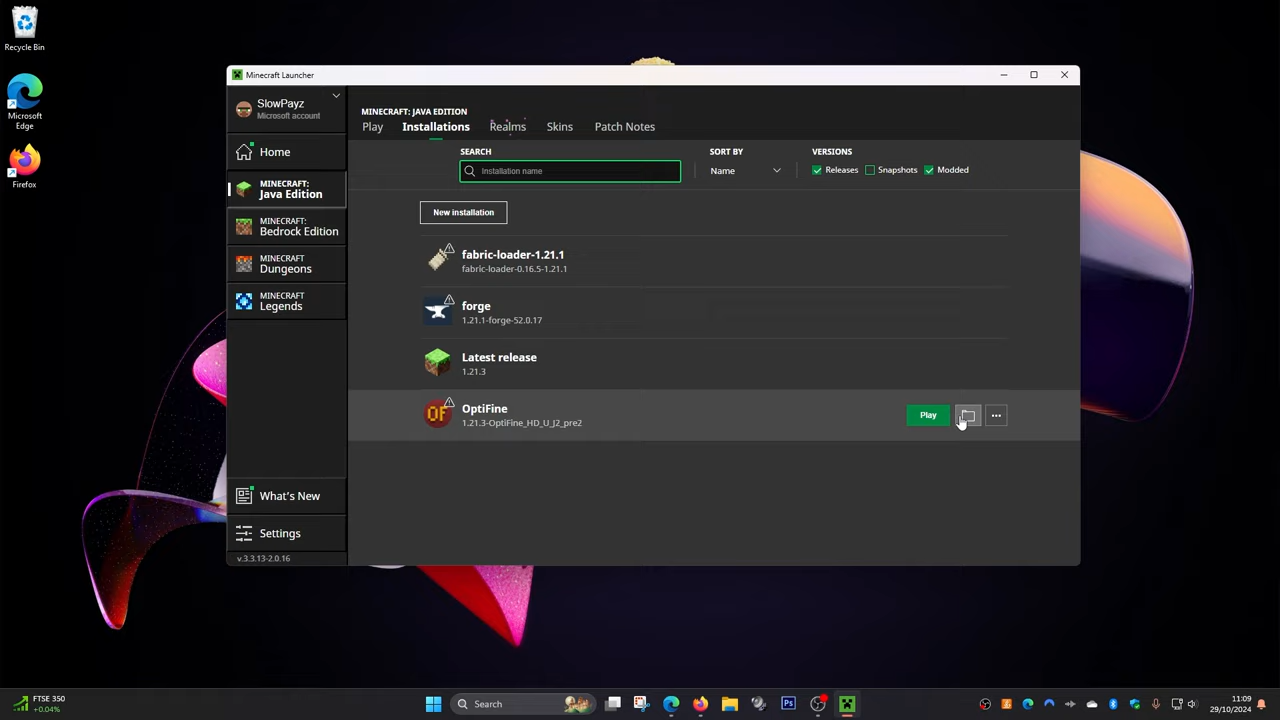 Recycle Bin
Microsoft
Edge
Firefox
Minecraft Launcher
SlowPayz
Microsoft account
Home
MINECRAFT:
Java Edition
MINECRAFT:
Bedrock Edition
MINECRAFT
Dungeons
MINECRAFT
Legends
What's New
Settings
v.3.3.13-2.0.16
MINECRAFT: JAVA EDITION
Play Installations Realms Skins Patch Notes
SEARCH
Installation name
SORT BY
Name
VERSIONS
Releases Snapshots Modded
New installation
fabric-loader-1.21.1
fabric-loader-0.16.5-1.21.1
forge
1.21.1-forge-52.0.17
Latest release
1.21.3
OF
OptiFine
1.21.3-OptiFine_HD_U_J2_pre2
Play
FTSE 350
+0.04%
Search
Ps
11:09
29/10/2024